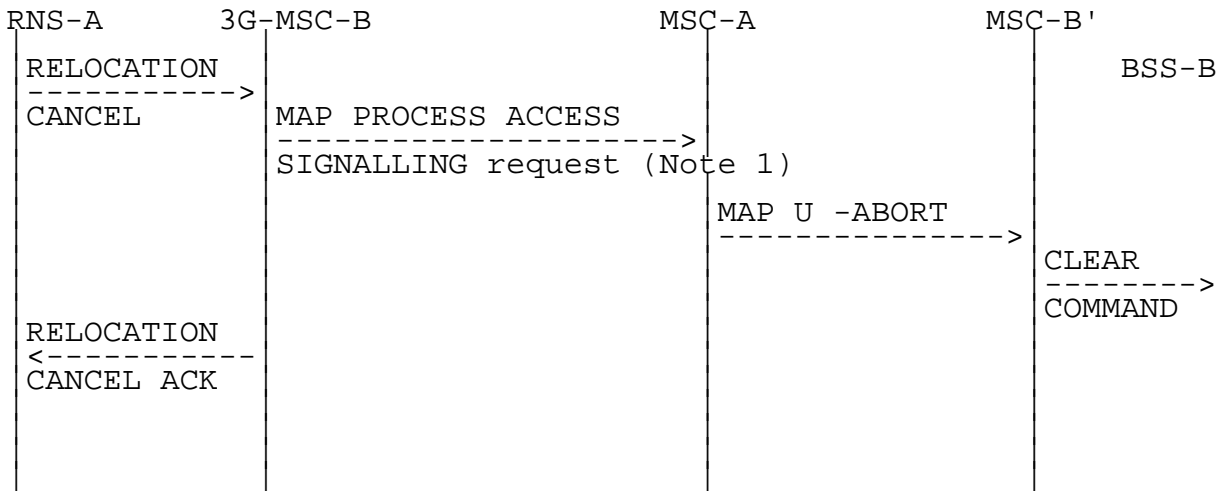 RNS-A 3G-MSC-B MSC-A MSC-B'
RELOCATION BSS-B
----------->
CANCEL MAP PROCESS ACCESS
--------------------->
SIGNALLING request (Note 1)
MAP U -ABORT
--------------->
CLEAR
-------->
COMMAND
RELOCATION
<-----------
CANCEL ACK